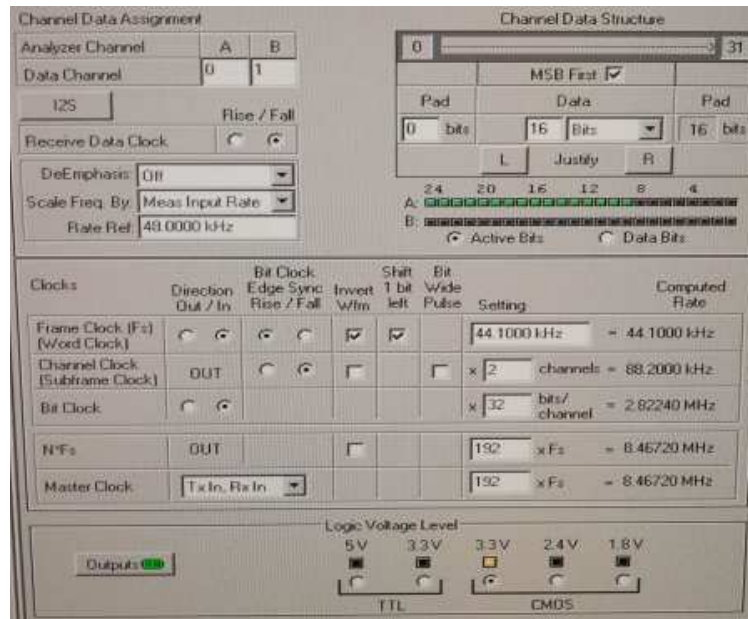 Channel Data Assignment
Analyzer Channel A B
Data Channel 0 1
I2S
Rise / Fall
Receive Data Clock
DeEmphasis: Off
Scale Freq. By: Meas Input Rate
Rate Ref: 48.0000 kHz
Channel Data Structure
0 31
MSB First
Pad Data Pad
0 bits 16 Bits 16 bits
L Justify R
24 20 16 12 8 4
A:
B:
Active Bits Data Bits
Clocks Direction Out / In Bit Clock Edge Sync Rise / Fall Invert Wfm Shift 1 bit left Bit Wide Pulse Setting Computed Rate
Frame Clock (Fs) 44.1000 kHz = 44.1000 kHz
(Word Clock)
Channel Clock OUT x 2 channels = 88.2000 kHz
(Subframe Clock)
Bit Clock x 32 bits/channel = 2.82240 MHz
N*Fs OUT 192 x Fs = 8.46720 MHz
Master Clock Tx In, Rx In 192 x Fs = 8.46720 MHz
Logic Voltage Level
5V 3.3V 3.3V 2.4V 1.8V
Outputs
TTL CMOS